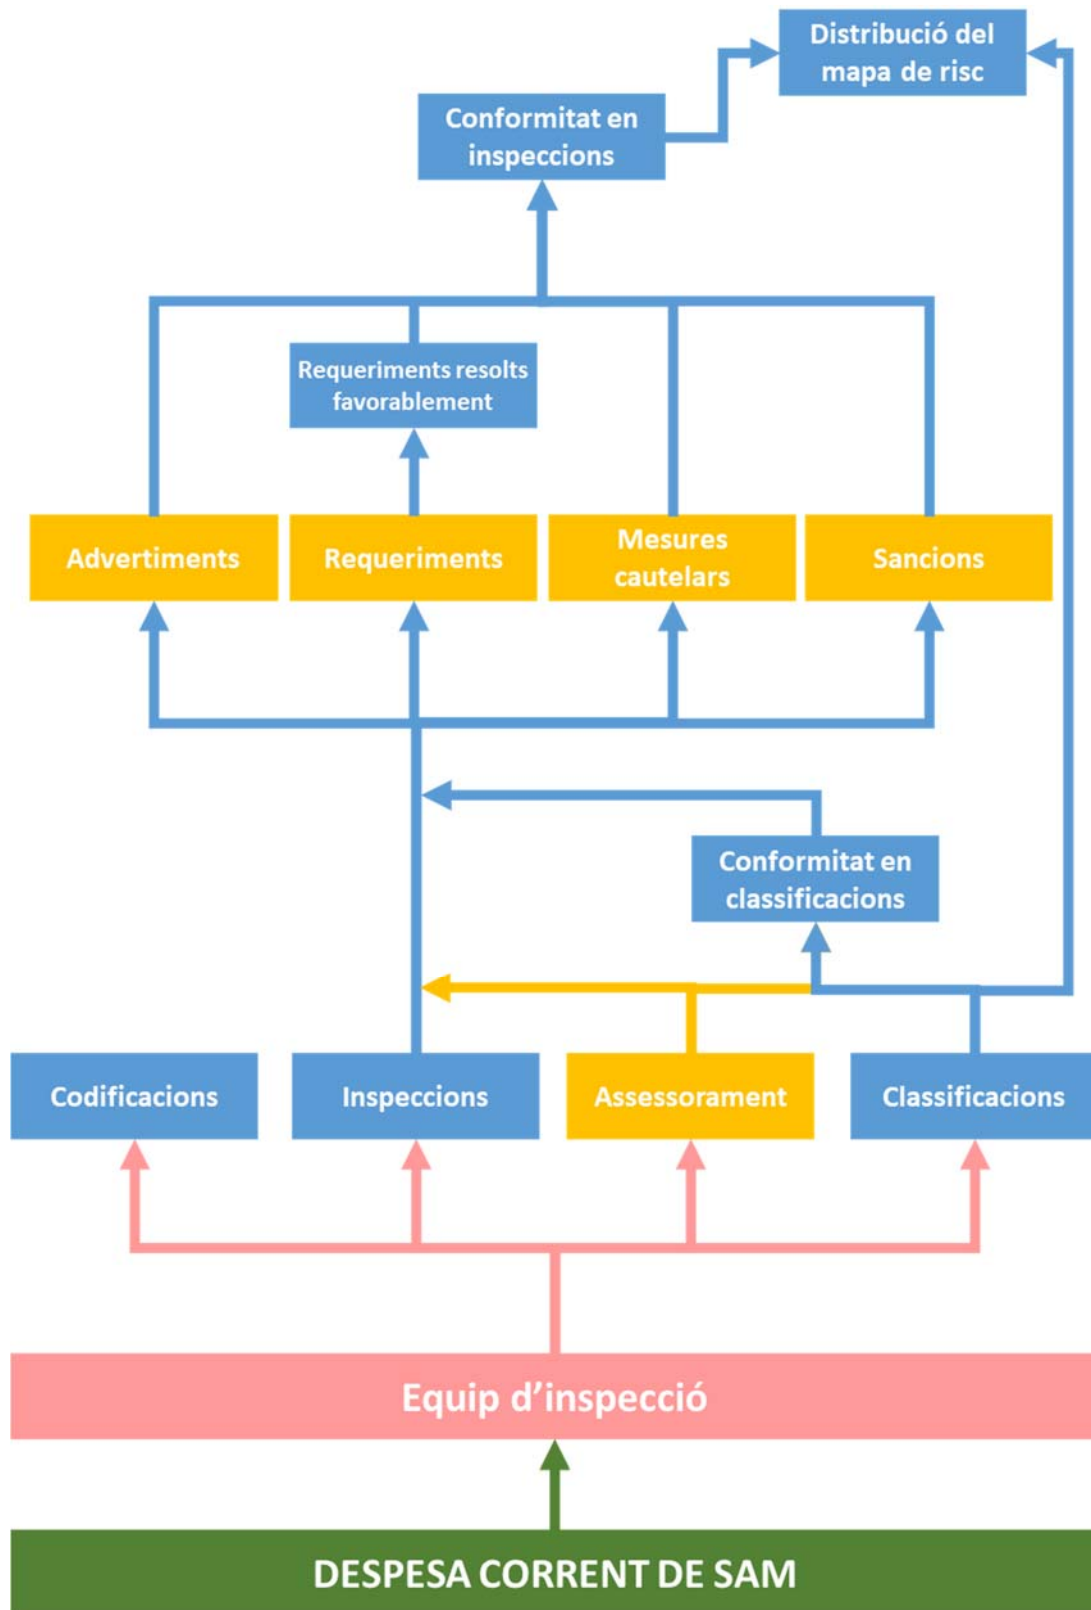 Distribució del
mapa de risc
Conformitat en
inspeccions
Requeriments resolts
favorablement
Advertiments
Requeriments
Mesures
cautelars
Sancions
Conformitat en
classificacions
Codificacions
Inspeccions
Assessorament
Classificacions
Equip d’inspecció
DESPESA CORRENT DE SAM